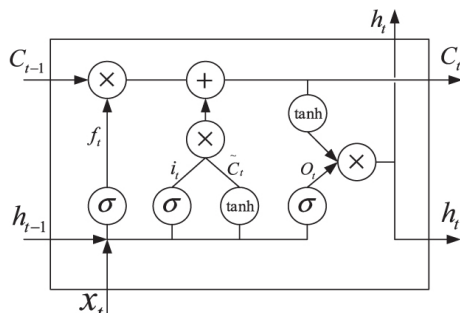 h_t
C_{t-1} × + C_t
tanh
f_t × ×
i_t C̃_t O_t
σ σ tanh σ
h_{t-1} h_t
x_t